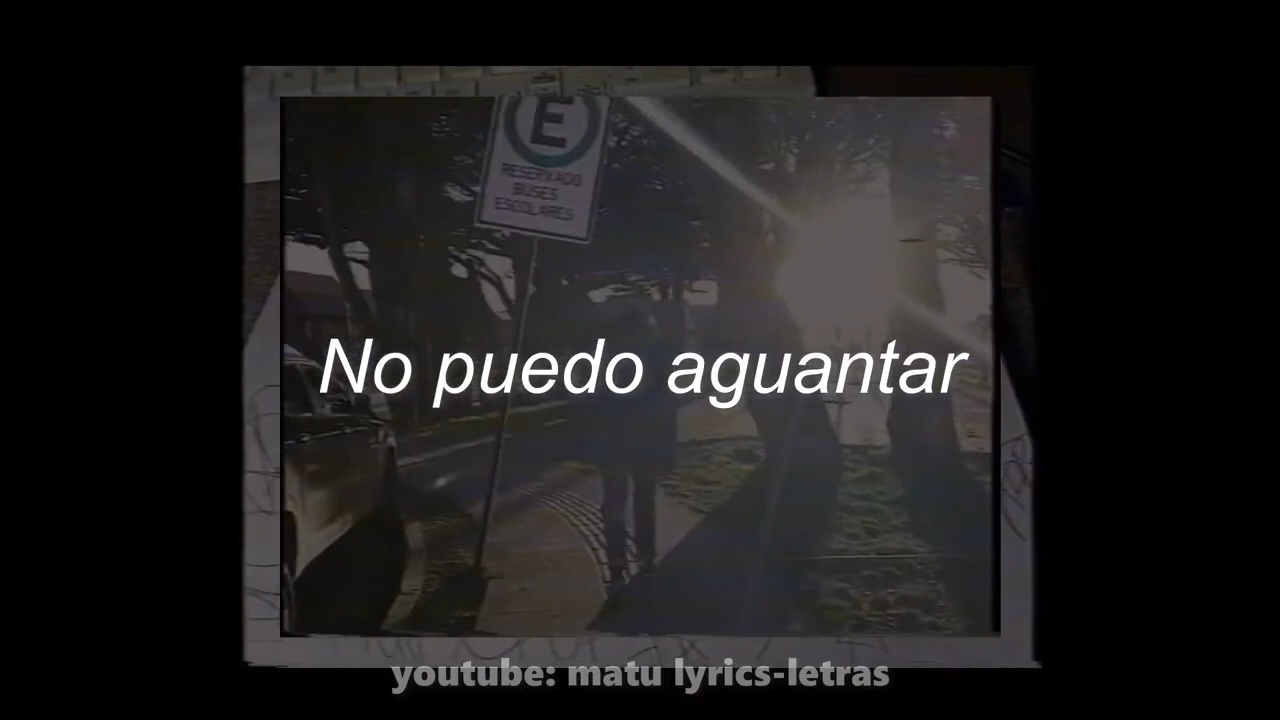 E
RESERVADO
BUSES
ESCOLARES
No puedo aguantar
youtube: matu lyrics-letras